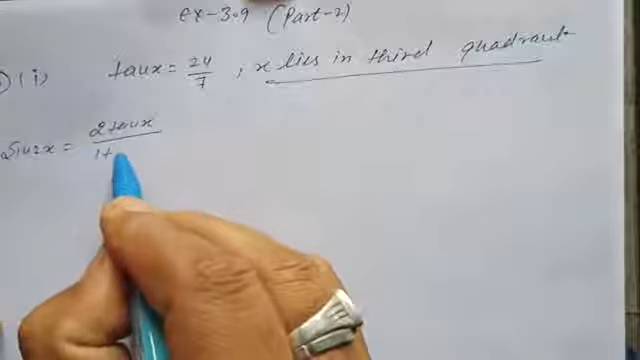 ex-3.9 (Part-2)
(i) tanx = 24/7 , x lies in third quadrant
Sin2x = 2tanx/1+